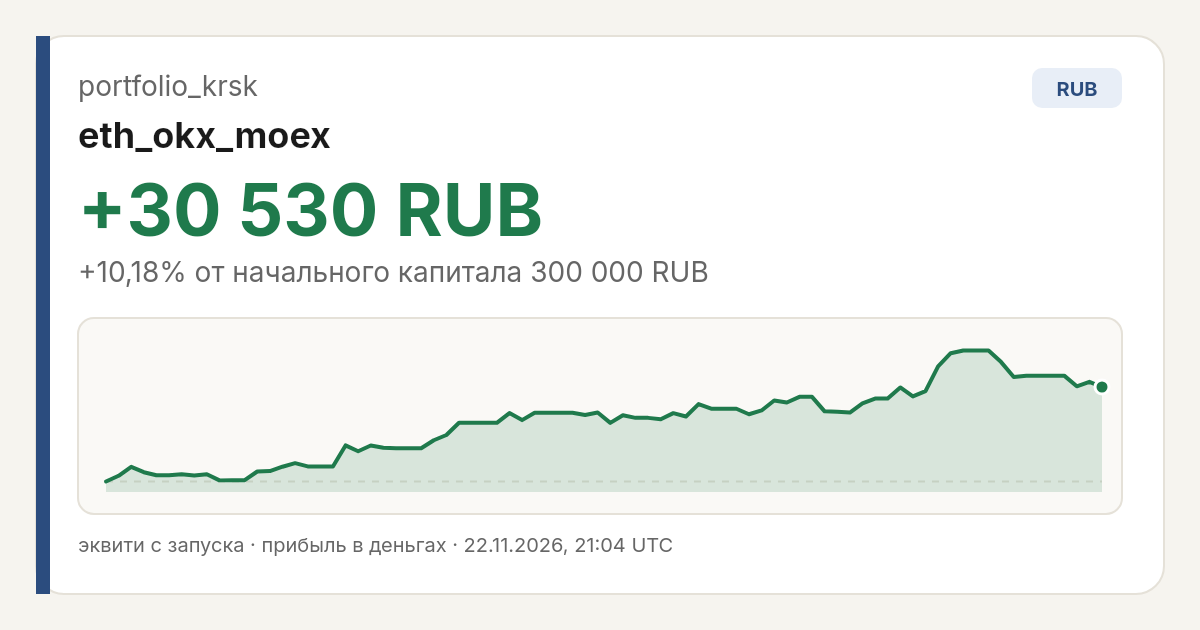 portfolio_krsk
RUB
eth_okx_moex
+30 530 RUB
+10,18% от начального капитала 300 000 RUB
эквити с запуска · прибыль в деньгах · 22.11.2026, 21:04 UTC